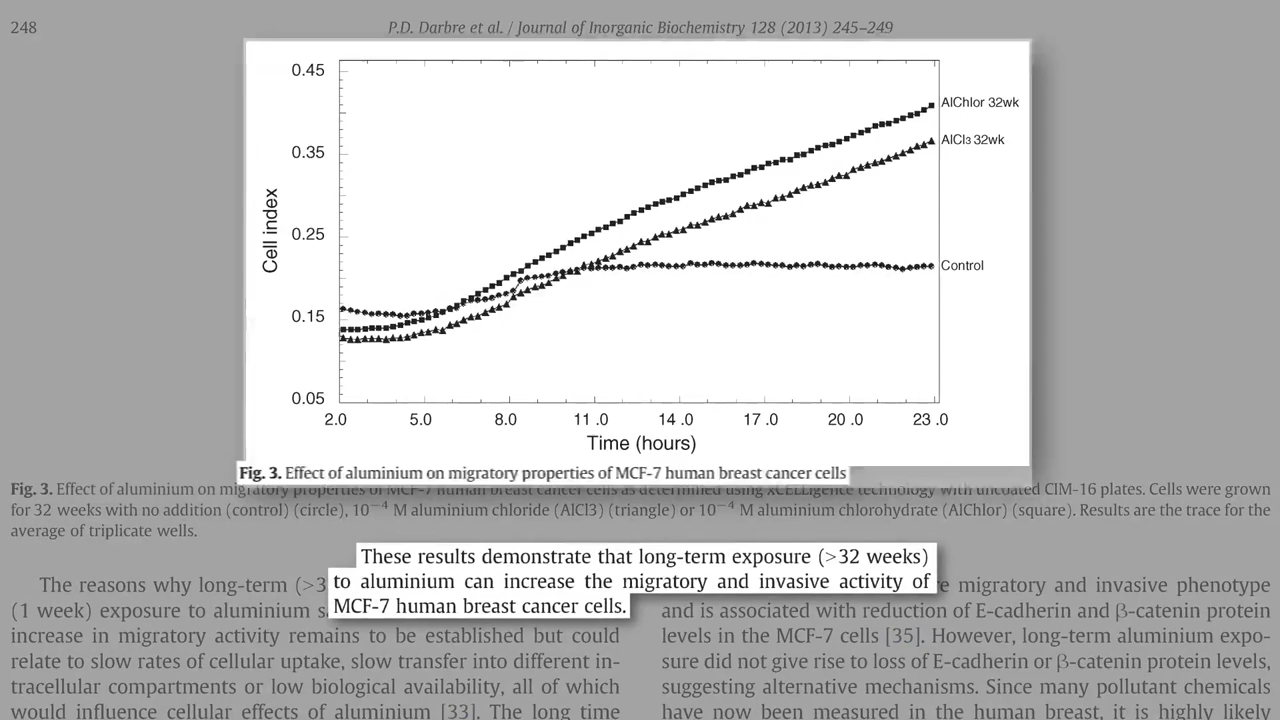 248
P.D. Darbre et al. / Journal of Inorganic Biochemistry 128 (2013) 245–249
0.45
AlChlor 32wk
0.35
AlCl3 32wk
0.25
Cell index
Control
0.15
0.05
2.0 5.0 8.0 11.0 14.0 17.0 20.0 23.0
Time (hours)
Fig. 3. Effect of aluminium on migratory properties of MCF-7 human breast cancer cells
Fig. 3. Effect of aluminium on migratory properties of MCF-7 human breast cancer cells as determined using xCELLigence technology with uncoated CIM-16 plates. Cells were grown
for 32 weeks with no addition (control) (circle), 10−4 M aluminium chloride (AlCl3) (triangle) or 10−4 M aluminium chlorohydrate (AlChlor) (square). Results are the trace for the
average of triplicate wells.
These results demonstrate that long-term exposure (>32 weeks)
to aluminium can increase the migratory and invasive activity of
MCF-7 human breast cancer cells.
The reasons why long-term (>3
(1 week) exposure to aluminium
increase in migratory activity remains to be established but could
relate to slow rates of cellular uptake, slow transfer into different in-
tracellular compartments or low biological availability, all of which
would influence cellular effects of aluminium [33]. The long time
migratory and invasive phenotype
and is associated with reduction of E-cadherin and β-catenin protein
levels in the MCF-7 cells [35]. However, long-term aluminium expo-
sure did not give rise to loss of E-cadherin or β-catenin protein levels,
suggesting alternative mechanisms. Since many pollutant chemicals
have now been measured in the human breast, it is highly likely